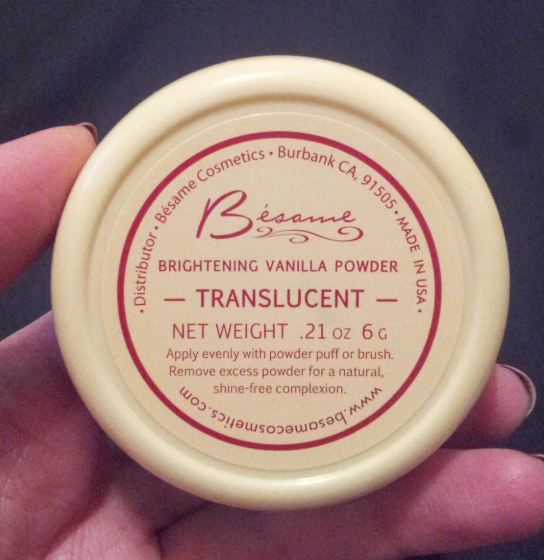 • Distributor • Bésame Cosmetics • Burbank CA, 91505 • MADE IN USA •
Bésame
BRIGHTENING VANILLA POWDER
— TRANSLUCENT —
NET WEIGHT .21 OZ 6 G
Apply evenly with powder puff or brush.
Remove excess powder for a natural,
shine-free complexion.
www.besamecosmetics.com